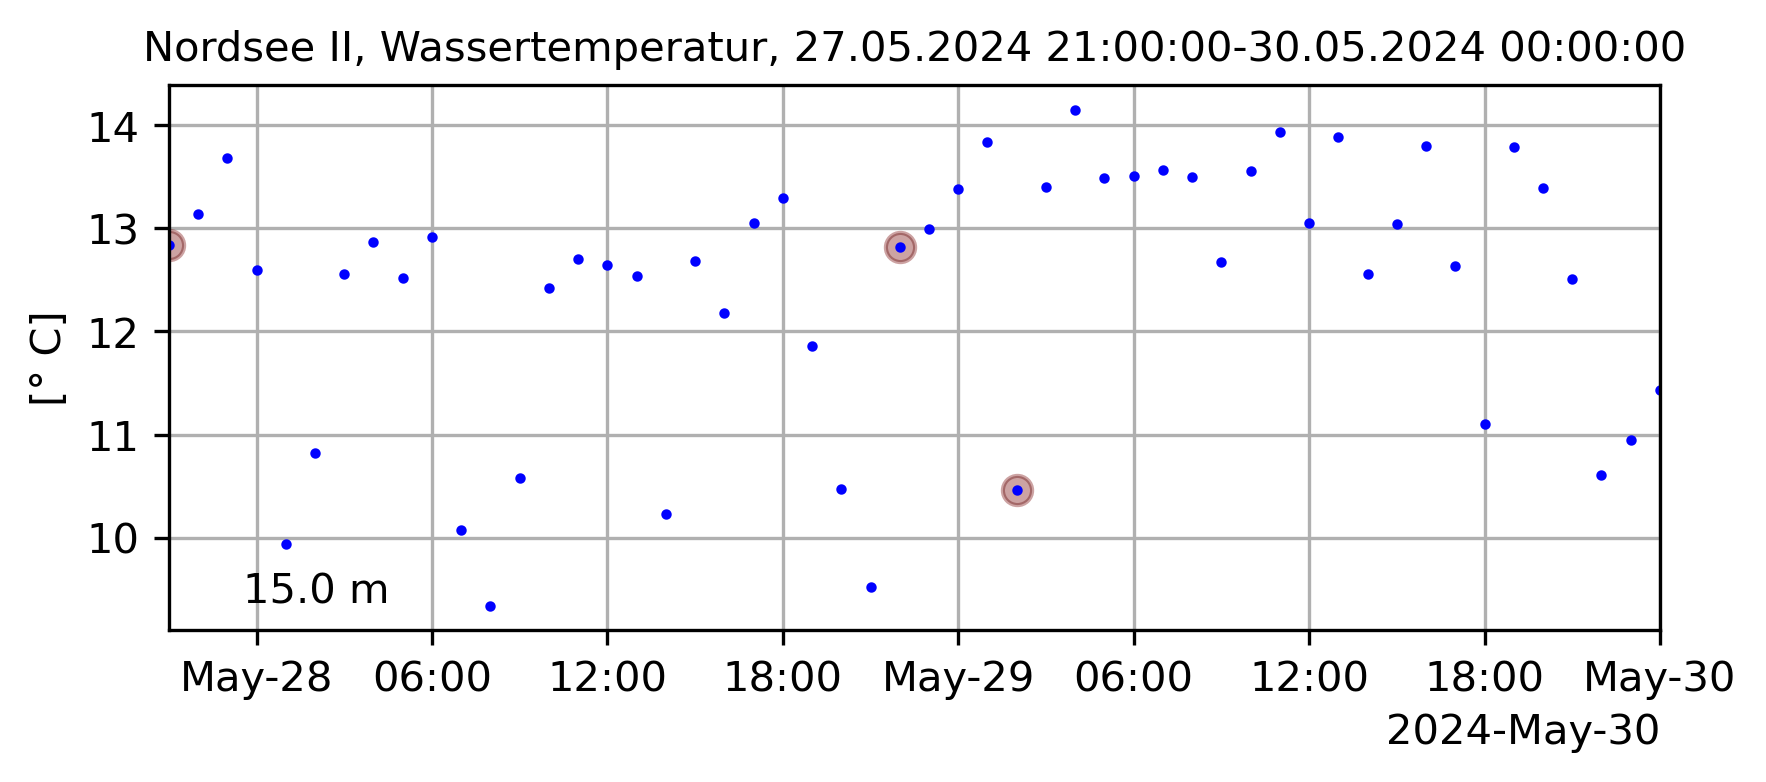 Nordsee II, Wassertemperatur, 27.05.2024 21:00:00-30.05.2024 00:00:00
[° C]
14
13
12
11
10
15.0 m
May-28 06:00 12:00 18:00 May-29 06:00 12:00 18:00 May-30
2024-May-30